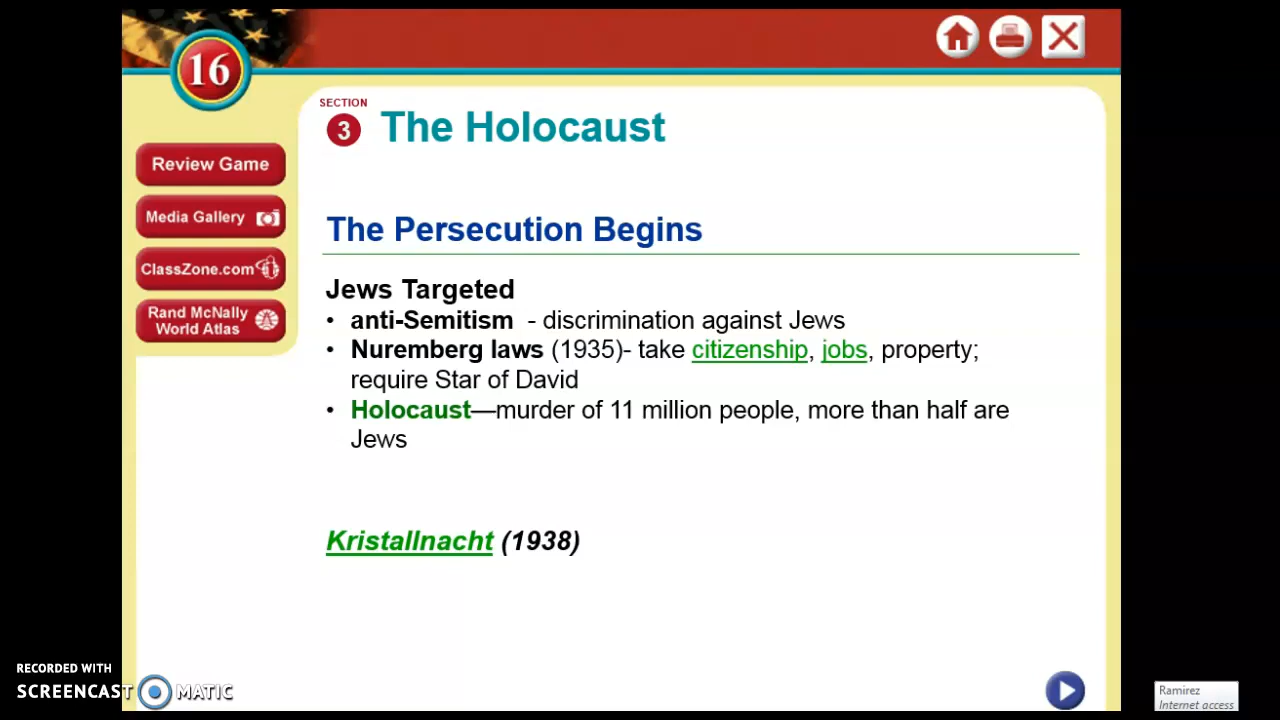 16
SECTION
3
The Holocaust
Review Game
Media Gallery
ClassZone.com
Rand McNally
World Atlas
The Persecution Begins
Jews Targeted
• anti-Semitism - discrimination against Jews
• Nuremberg laws (1935)- take citizenship, jobs, property;
require Star of David
• Holocaust—murder of 11 million people, more than half are
Jews
Kristallnacht (1938)
RECORDED WITH
SCREENCAST MATIC
Ramirez
Internet access